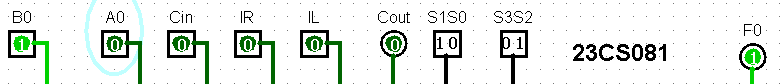 B0 A0 Cin IR IL Cout S1S0 S3S2 F0
1 0 0 0 0 0 1 0 0 1 23CS081 1